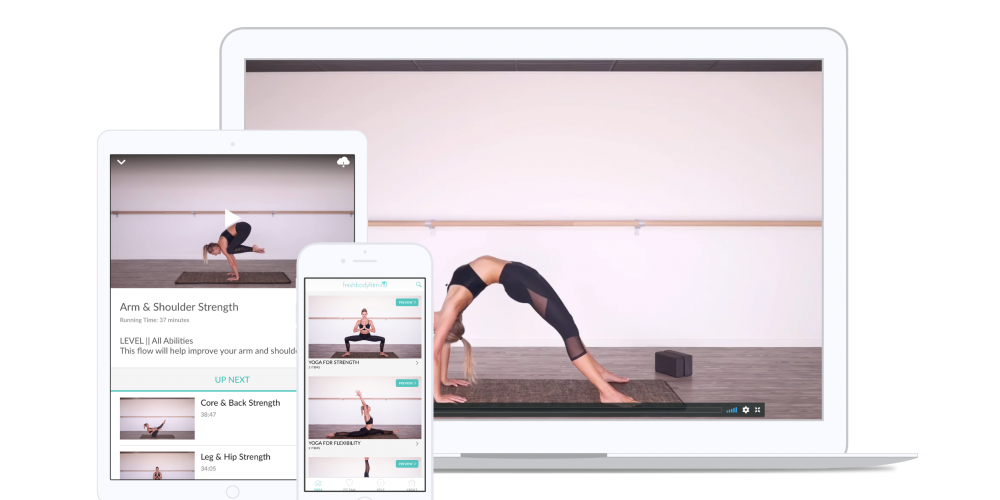 Arm & Shoulder Strength
Running Time: 37 minutes
LEVEL || All Abilities
This flow will help improve your arm and
UP NEXT
Core & Back Strength
38:47
Leg & Hip Strength
34:05
PREVIEW
YOGA FOR STRENGTH
PREVIEW
YOGA FOR FLEXIBILITY
PREVIEW